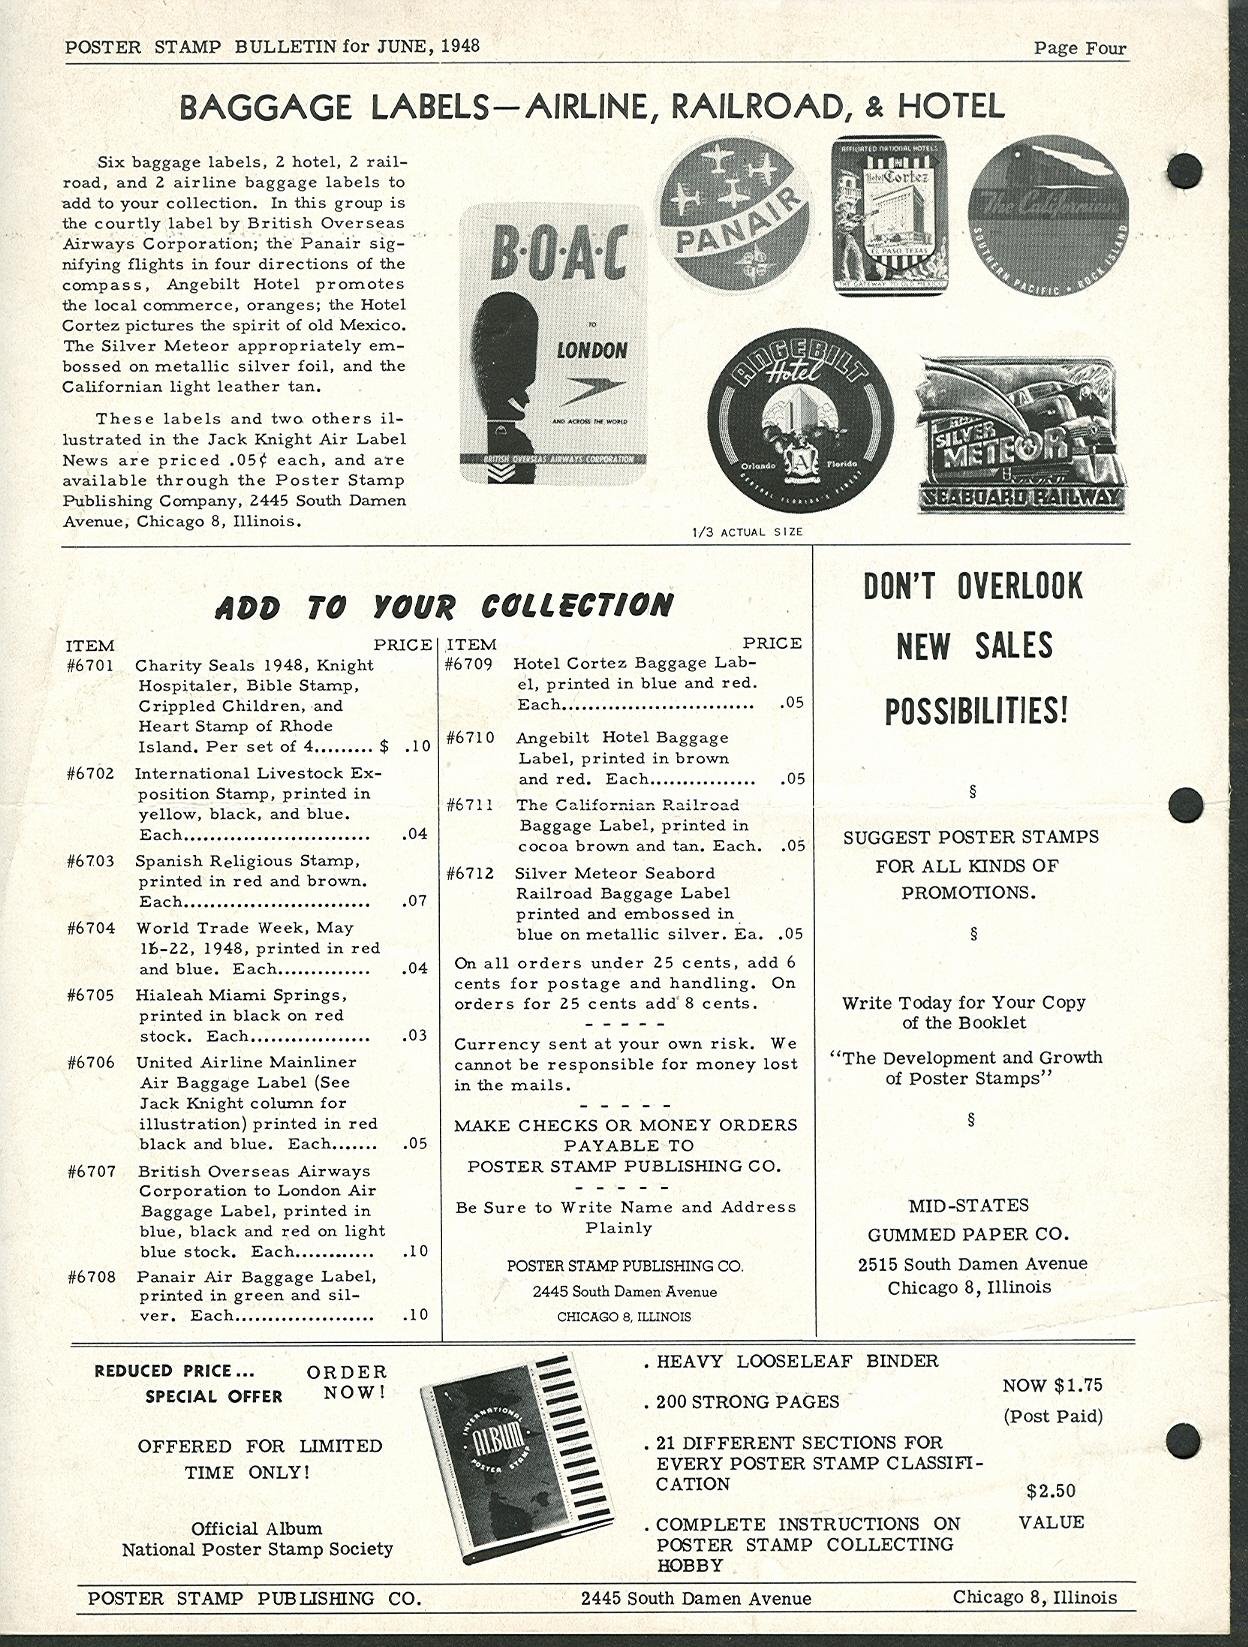 POSTER STAMP BULLETIN for JUNE, 1948
Page Four
BAGGAGE LABELS—AIRLINE, RAILROAD, & HOTEL
Six baggage labels, 2 hotel, 2 rail-
road, and 2 airline baggage labels to
add to your collection. In this group is
the courtly label by British Overseas
Airways Corporation; the Panair sig-
nifying flights in four directions of the
compass, Angebilt Hotel promotes
the local commerce, oranges; the Hotel
Cortez pictures the spirit of old Mexico.
The Silver Meteor appropriately em-
bossed on metallic silver foil, and the
Californian light leather tan.
These labels and two others il-
lustrated in the Jack Knight Air Label
News are priced .05¢ each, and are
available through the Poster Stamp
Publishing Company, 2445 South Damen
Avenue, Chicago 8, Illinois.
B·O·A·C
TO
LONDON
AND ACROSS THE WORLD
BRITISH OVERSEAS AIRWAYS CORPORATION
PANAIR
AFFILIATED NATIONAL HOTELS
Hotel Cortez
EL PASO, TEXAS
THE GATEWAY TO OLD MEXICO
The Californian
SOUTHERN PACIFIC • ROCK ISLAND
ANGEBILT
Hotel
Orlando Florida
A
CENTRAL FLORIDA'S FINEST
SILVER
METEOR
SEABOARD RAILWAY
1/3 ACTUAL SIZE
ADD TO YOUR COLLECTION
ITEM PRICE
#6701 Charity Seals 1948, Knight
Hospitaler, Bible Stamp,
Crippled Children, and
Heart Stamp of Rhode
Island. Per set of 4......... $ .10
#6702 International Livestock Ex-
position Stamp, printed in
yellow, black, and blue.
Each............................ .04
#6703 Spanish Religious Stamp,
printed in red and brown.
Each............................ .07
#6704 World Trade Week, May
16-22, 1948, printed in red
and blue. Each.............. .04
#6705 Hialeah Miami Springs,
printed in black on red
stock. Each.................. .03
#6706 United Airline Mainliner
Air Baggage Label (See
Jack Knight column for
illustration) printed in red
black and blue. Each....... .05
#6707 British Overseas Airways
Corporation to London Air
Baggage Label, printed in
blue, black and red on light
blue stock. Each............ .10
#6708 Panair Air Baggage Label,
printed in green and sil-
ver. Each..................... .10
ITEM PRICE
#6709 Hotel Cortez Baggage Lab-
el, printed in blue and red.
Each............................. .05
#6710 Angebilt Hotel Baggage
Label, printed in brown
and red. Each................ .05
#6711 The Californian Railroad
Baggage Label, printed in
cocoa brown and tan. Each. .05
#6712 Silver Meteor Seabord
Railroad Baggage Label
printed and embossed in
blue on metallic silver. Ea. .05
On all orders under 25 cents, add 6
cents for postage and handling. On
orders for 25 cents add 8 cents.
- - - - -
Currency sent at your own risk. We
cannot be responsible for money lost
in the mails.
- - - - -
MAKE CHECKS OR MONEY ORDERS
PAYABLE TO
POSTER STAMP PUBLISHING CO.
- - - - -
Be Sure to Write Name and Address
Plainly
POSTER STAMP PUBLISHING CO.
2445 South Damen Avenue
CHICAGO 8, ILLINOIS
DON'T OVERLOOK
NEW SALES
POSSIBILITIES!
§
SUGGEST POSTER STAMPS
FOR ALL KINDS OF
PROMOTIONS.
§
Write Today for Your Copy
of the Booklet
"The Development and Growth
of Poster Stamps"
§
MID-STATES
GUMMED PAPER CO.
2515 South Damen Avenue
Chicago 8, Illinois
REDUCED PRICE...
SPECIAL OFFER
ORDER
NOW!
OFFERED FOR LIMITED
TIME ONLY!
Official Album
National Poster Stamp Society
INTERNATIONAL
ALBUM
POSTER STAMP
. HEAVY LOOSELEAF BINDER
. 200 STRONG PAGES
. 21 DIFFERENT SECTIONS FOR
EVERY POSTER STAMP CLASSIFI-
CATION
. COMPLETE INSTRUCTIONS ON
POSTER STAMP COLLECTING
HOBBY
NOW $1.75
(Post Paid)
$2.50
VALUE
POSTER STAMP PUBLISHING CO. 2445 South Damen Avenue Chicago 8, Illinois